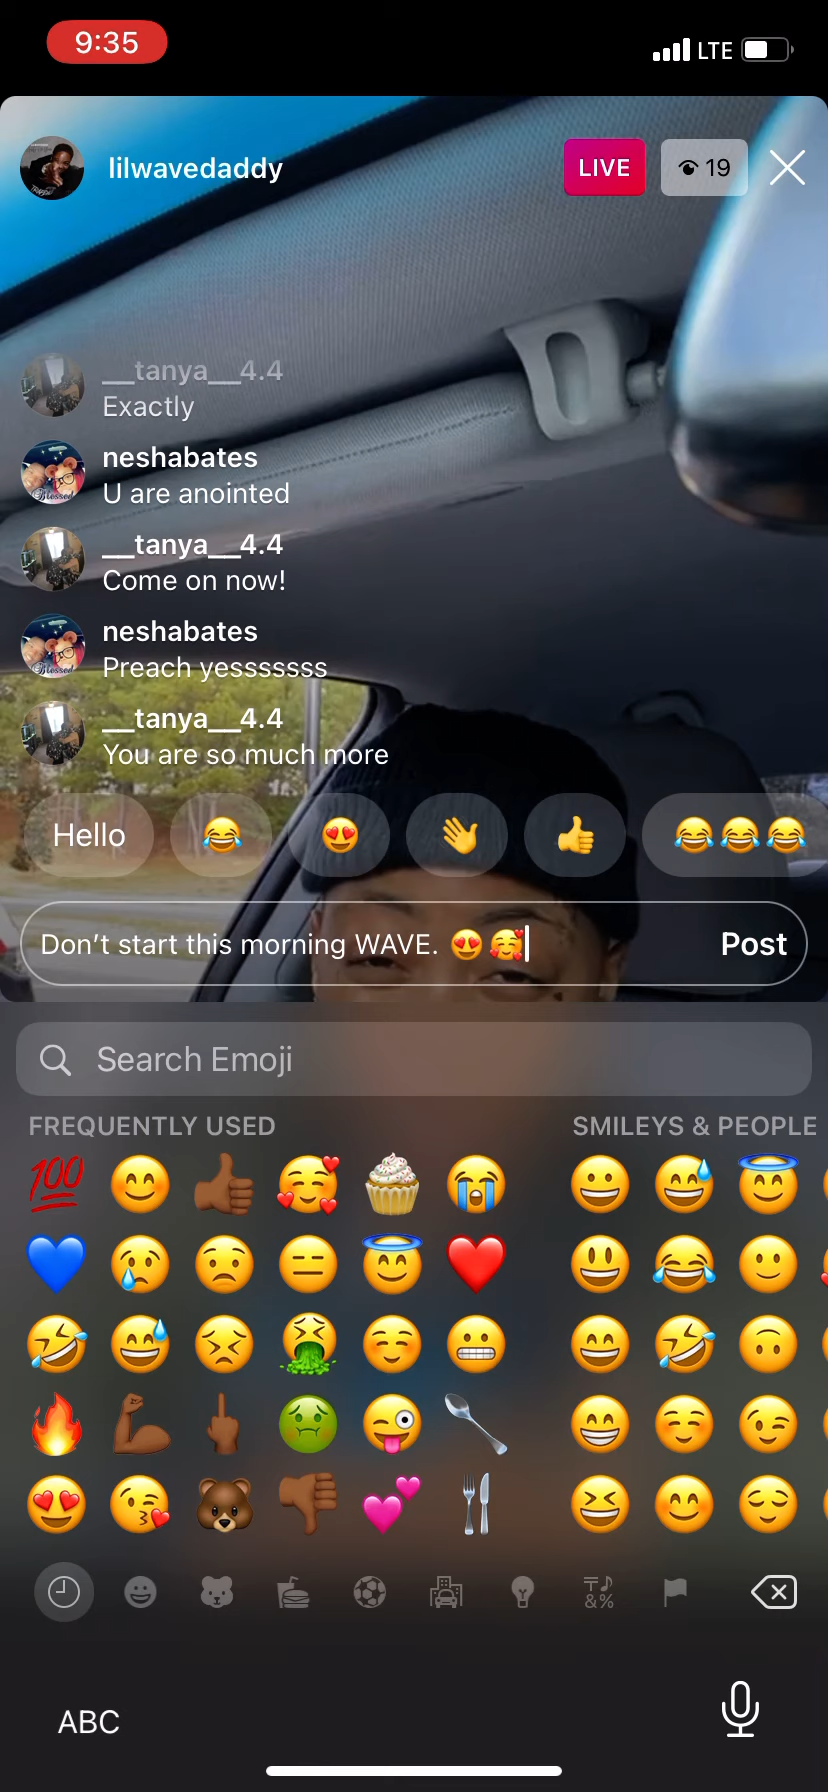 9:35
LTE
lilwavedaddy
LIVE
19
__tanya__4.4
Exactly
neshabates
U are anointed
__tanya__4.4
Come on now!
neshabates
Preach yesssssss
__tanya__4.4
You are so much more
Hello 😂 😍 👋 👍 😂😂😂
Don’t start this morning WAVE. 😍🥰
Post
Search Emoji
FREQUENTLY USED
SMILEYS & PEOPLE
ABC